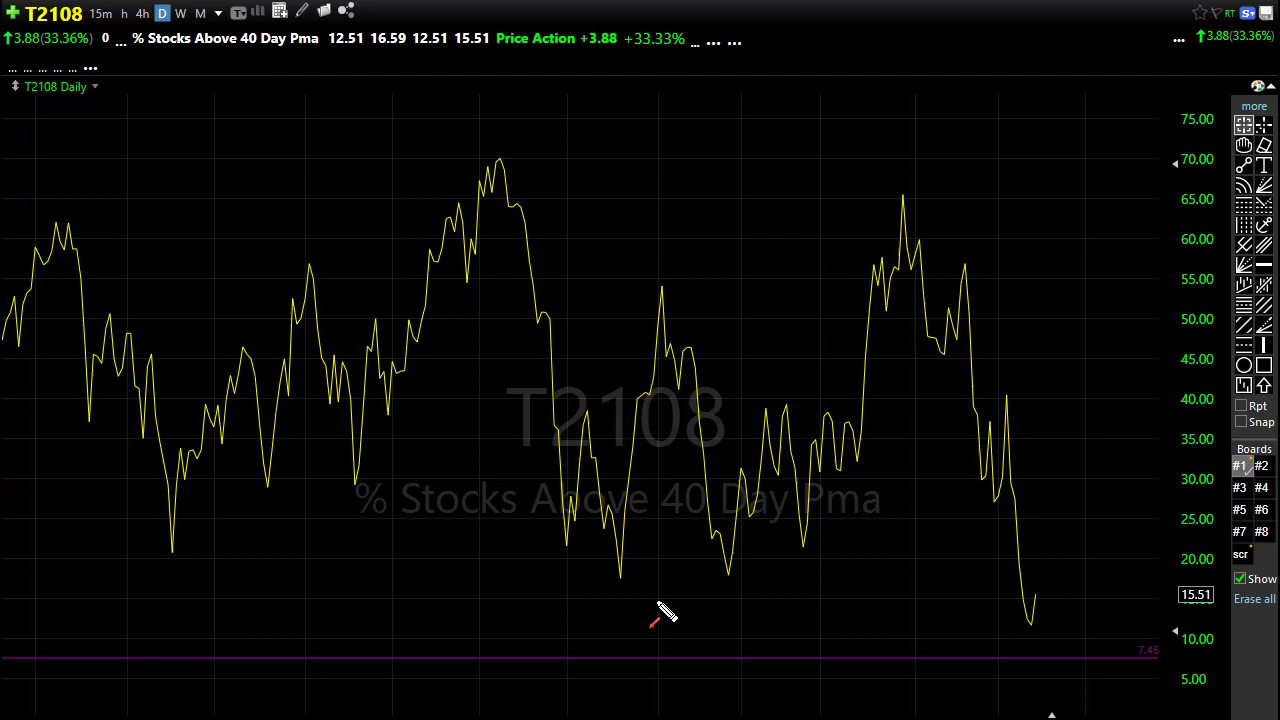 T2108 15m h 4h D W M T RT S
3.88(33.36%) 0 ... % Stocks Above 40 Day Pma 12.51 16.59 12.51 15.51 Price Action +3.88 +33.33% ... ... ... ... 3.88(33.36%)
... ... ... ... ... ...
T2108 Daily
more
75.00
70.00
65.00
60.00
55.00
50.00
45.00
40.00
35.00
30.00
25.00
20.00
15.51
10.00
5.00
7.46
T2108
% Stocks Above 40 Day Pma
T
Rpt
Snap
Boards
#1 #2
#3 #4
#5 #6
#7 #8
scr
Show
Erase all